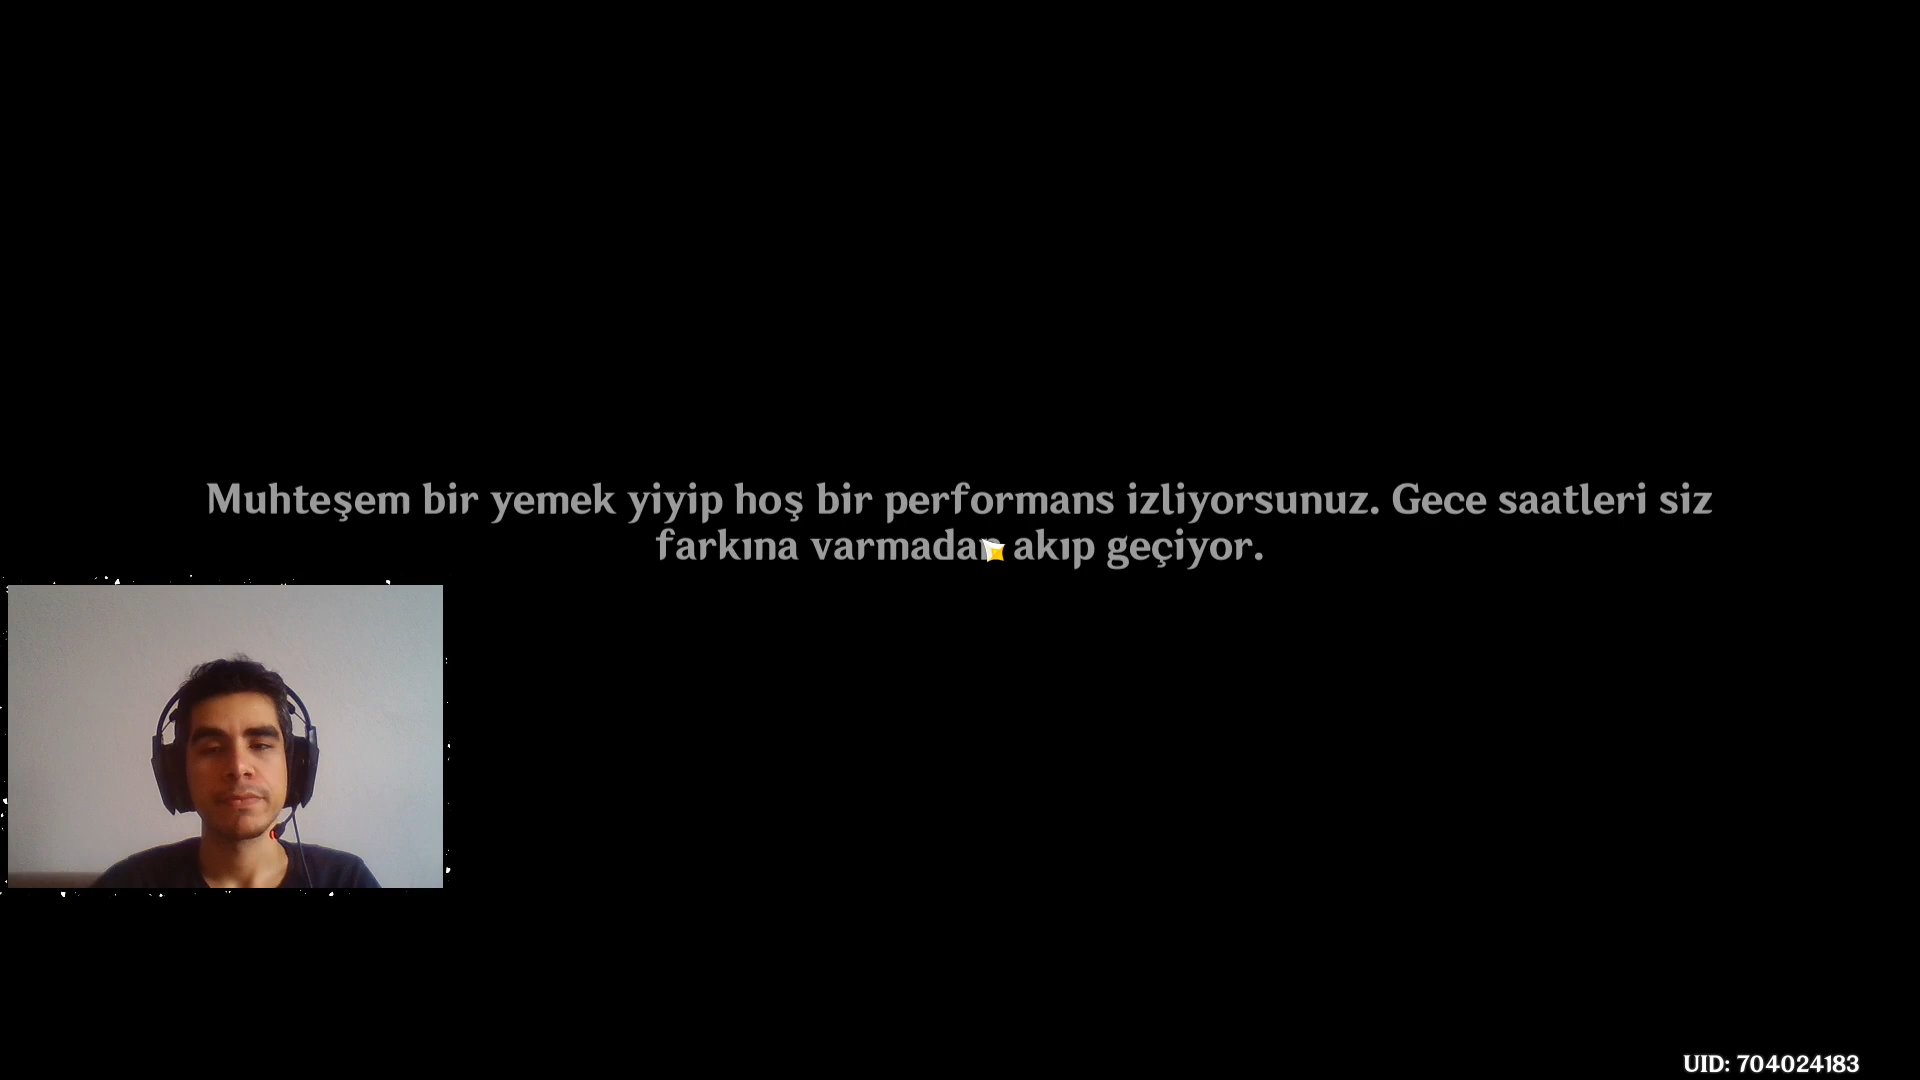 Muhteşem bir yemek yiyip hoş bir performans izliyorsunuz. Gece saatleri siz
farkına varmadan akıp geçiyor.
UID: 704024183